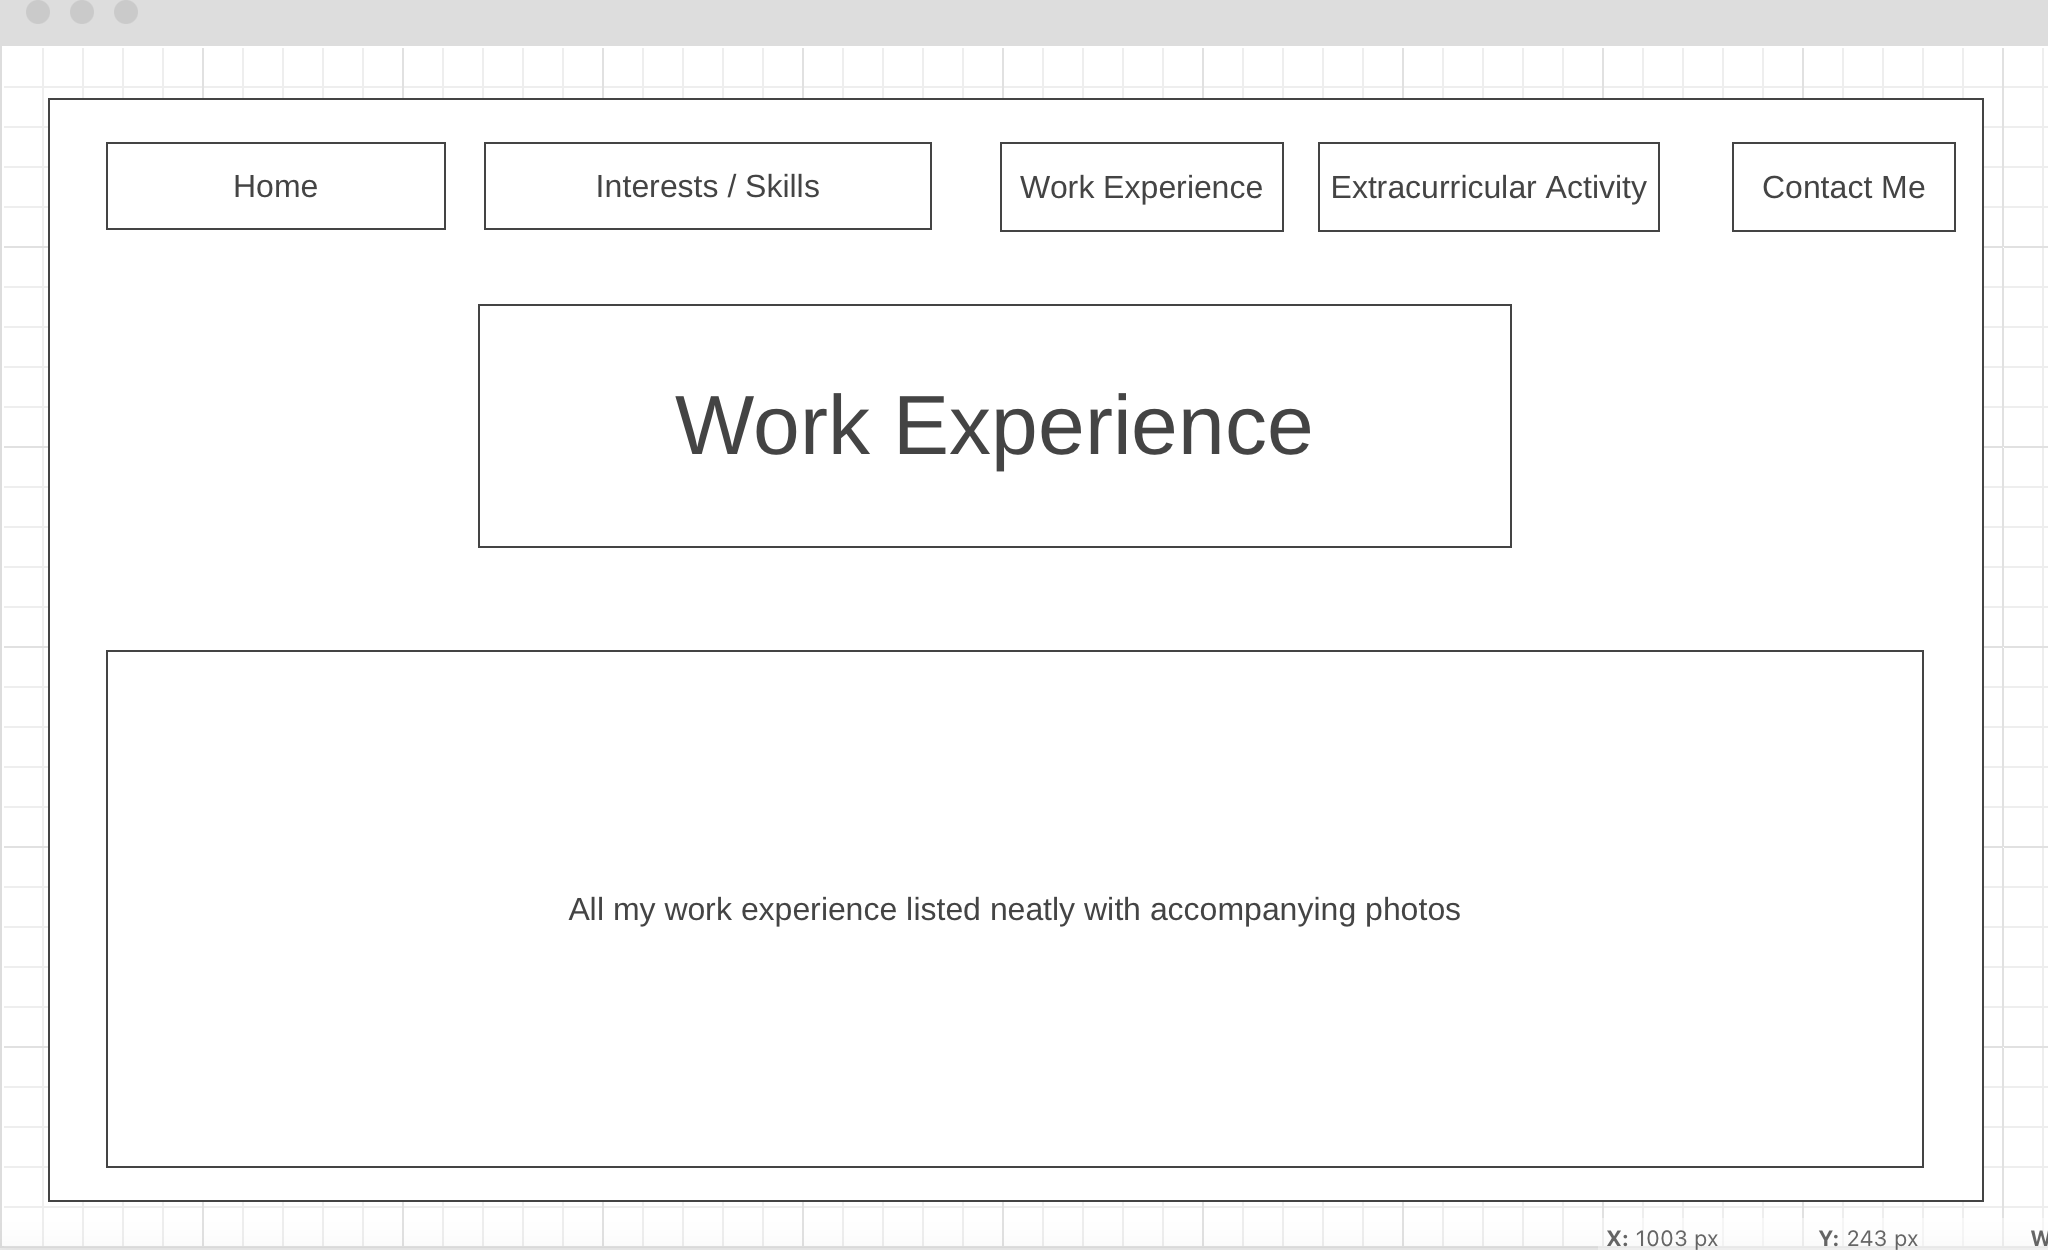 Home
Interests / Skills
Work Experience
Extracurricular Activity
Contact Me
Work Experience
All my work experience listed neatly with accompanying photos
X: 1003 px
Y: 243 px
W